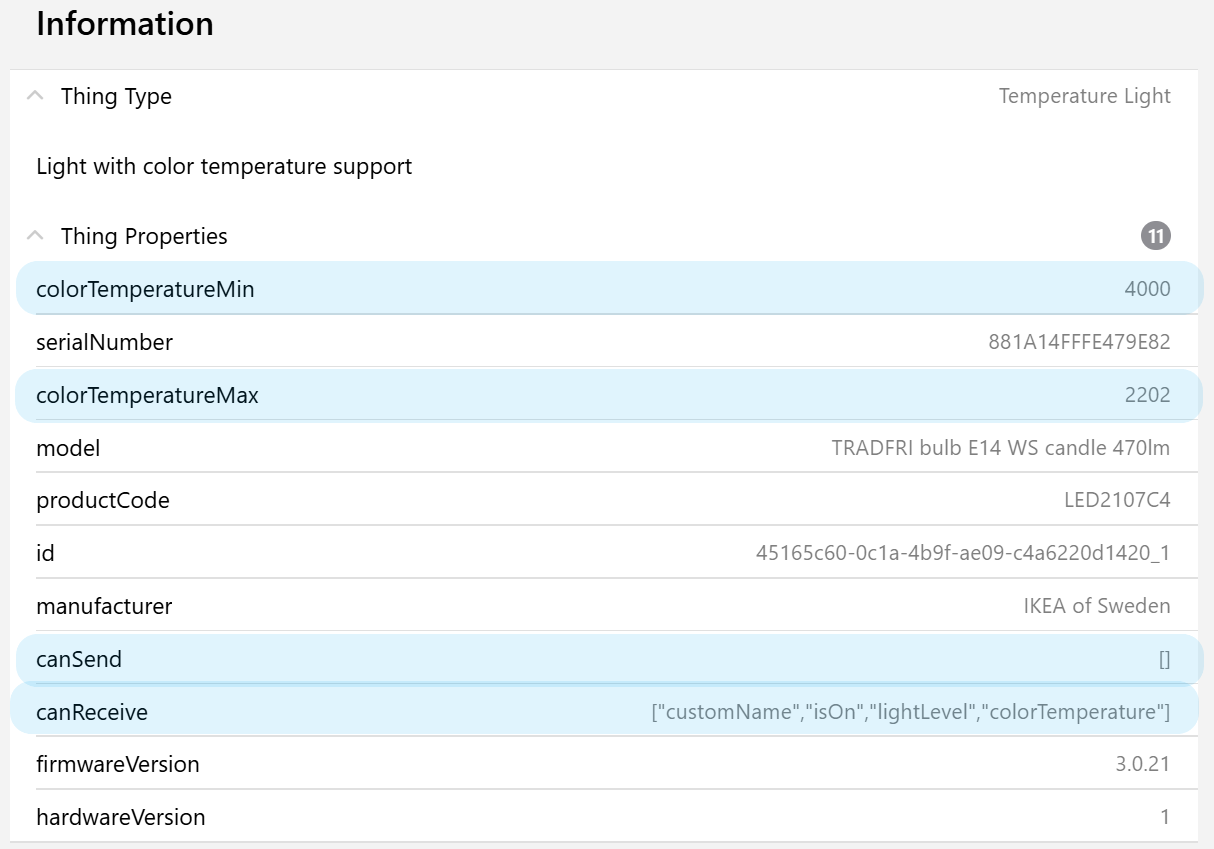 Information
Thing Type Temperature Light
Light with color temperature support
Thing Properties 11
colorTemperatureMin 4000
serialNumber 881A14FFFE479E82
colorTemperatureMax 2202
model TRADFRI bulb E14 WS candle 470lm
productCode LED2107C4
id 45165c60-0c1a-4b9f-ae09-c4a6220d1420_1
manufacturer IKEA of Sweden
canSend []
canReceive ["customName","isOn","lightLevel","colorTemperature"]
firmwareVersion 3.0.21
hardwareVersion 1